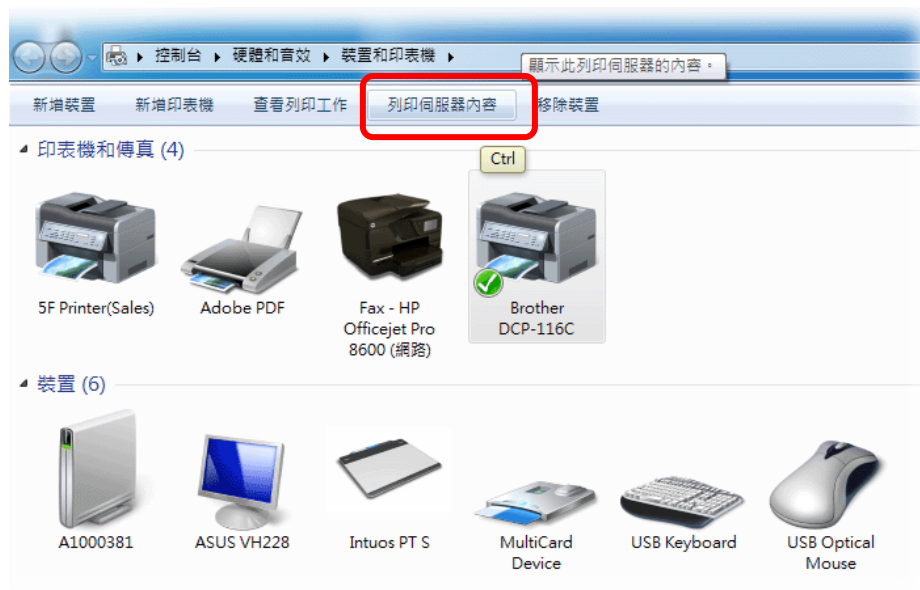 控制台 ▸ 硬體和音效 ▸ 裝置和印表機 ▸
顯示此列印伺服器的內容。
新增裝置 新增印表機 查看列印工作 列印伺服器內容 移除裝置
印表機和傳真 (4)
Ctrl
5F Printer(Sales)
Adobe PDF
Fax - HP
Officejet Pro
8600 (網路)
Brother
DCP-116C
裝置 (6)
A1000381
ASUS VH228
Intuos PT S
MultiCard
Device
USB Keyboard
USB Optical
Mouse